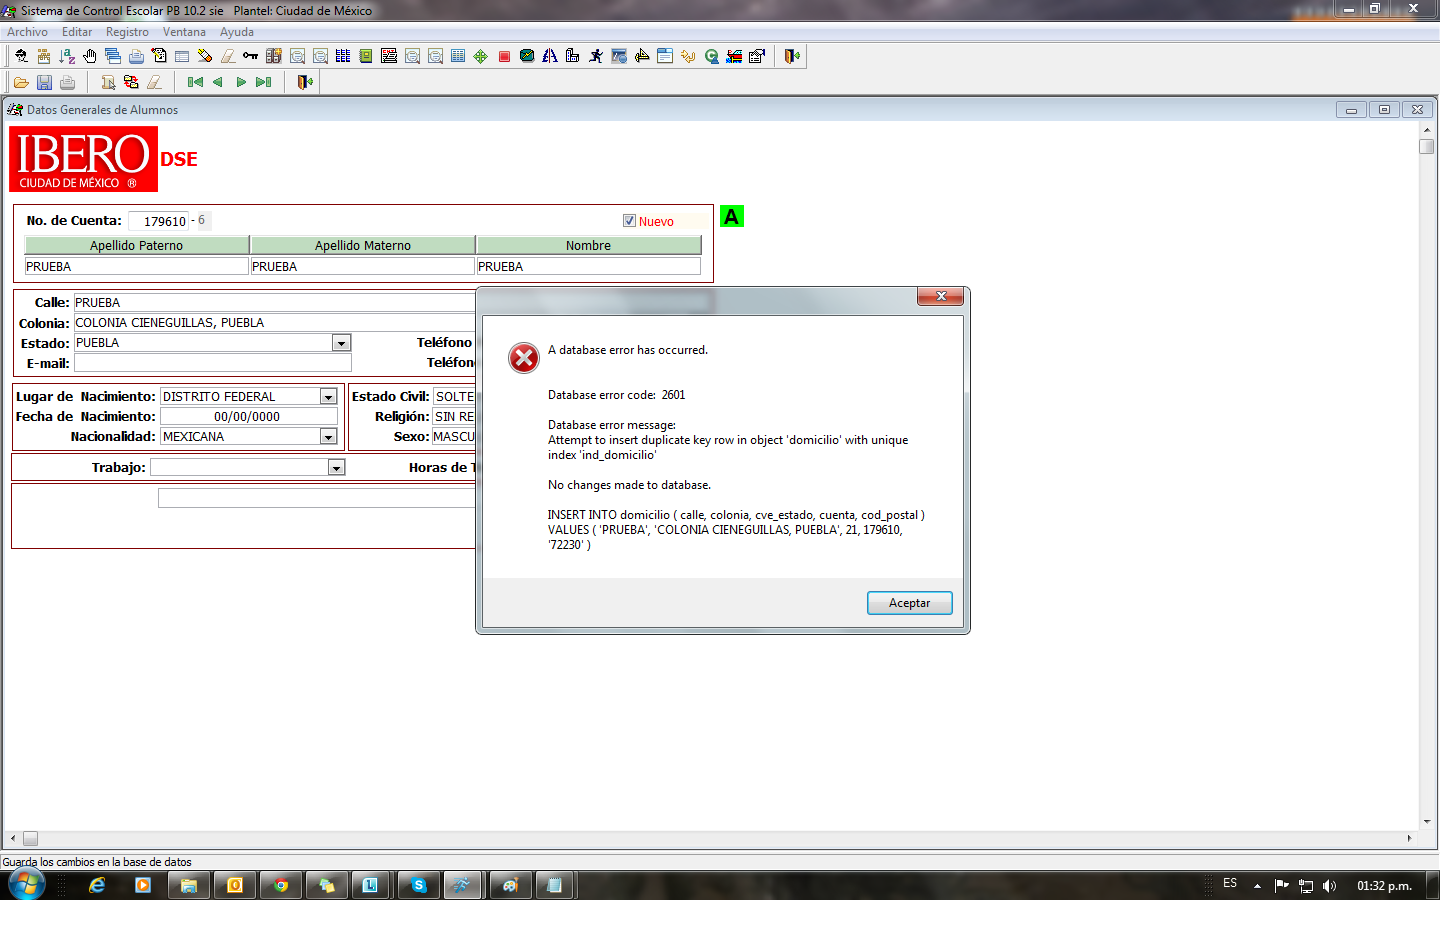 Sistema de Control Escolar PB 10.2 sie   Plantel: Ciudad de México
Archivo Editar Registro Ventana Ayuda
Datos Generales de Alumnos
IBERO
CIUDAD DE MÉXICO ®
DSE
No. de Cuenta: 179610 - 6 Nuevo A
Apellido Paterno Apellido Materno Nombre
PRUEBA PRUEBA PRUEBA
Calle: PRUEBA
Colonia: COLONIA CIENEGUILLAS, PUEBLA
Estado: PUEBLA Teléfono
E-mail: Teléfon
Lugar de Nacimiento: DISTRITO FEDERAL Estado Civil: SOLTE
Fecha de Nacimiento: 00/00/0000 Religión: SIN RE
Nacionalidad: MEXICANA Sexo: MASCU
Trabajo: Horas de T
A database error has occurred.
Database error code: 2601
Database error message:
Attempt to insert duplicate key row in object 'domicilio' with unique
index 'ind_domicilio'
No changes made to database.
INSERT INTO domicilio ( calle, colonia, cve_estado, cuenta, cod_postal )
VALUES ( 'PRUEBA', 'COLONIA CIENEGUILLAS, PUEBLA', 21, 179610,
'72230' )
Aceptar
Guarda los cambios en la base de datos
ES 01:32 p.m.